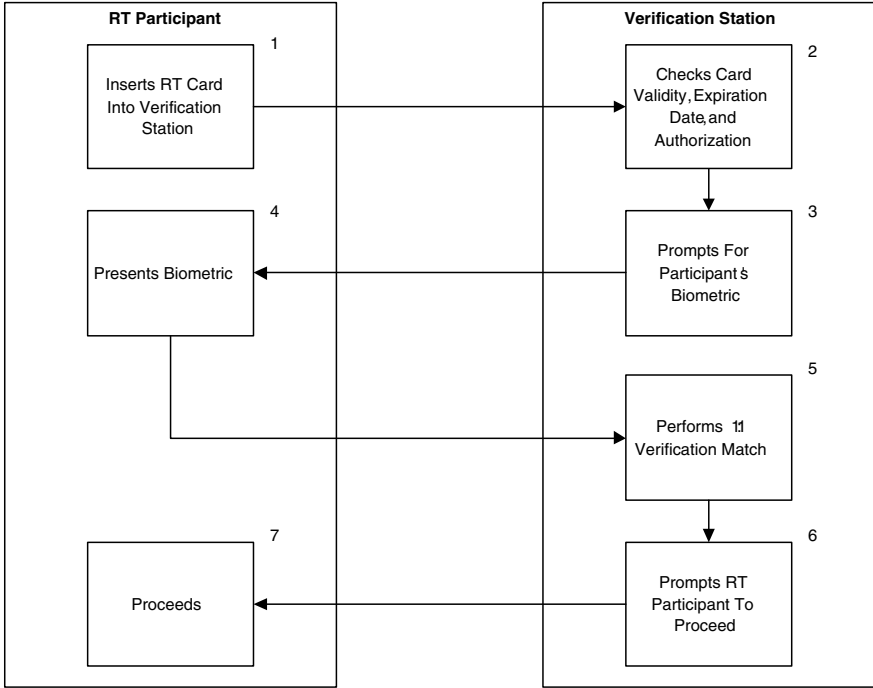 RT Participant
Verification Station
1
Inserts RT Card
Into Verification
Station
2
Checks Card
Validity, Expiration
Date, and
Authorization
3
Prompts For
Participant's
Biometric
4
Presents Biometric
5
Performs 1:1
Verification Match
6
Prompts RT
Participant To
Proceed
7
Proceeds